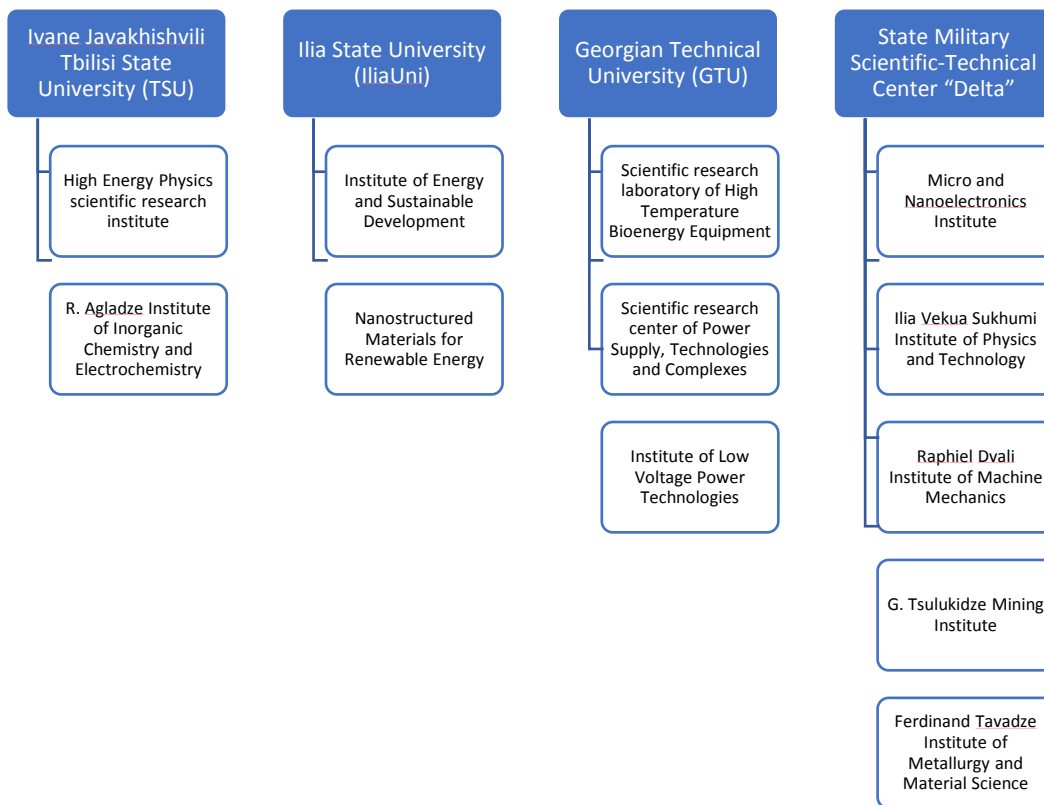 Ivane Javakhishvili
Tbilisi State
University (TSU)
High Energy Physics
scientific research
institute
R. Agladze Institute
of Inorganic
Chemistry and
Electrochemistry
Ilia State University
(IliaUni)
Institute of Energy
and Sustainable
Development
Nanostructured
Materials for
Renewable Energy
Georgian Technical
University (GTU)
Scientific research
laboratory of High
Temperature
Bioenergy Equipment
Scientific research
center of Power
Supply, Technologies
and Complexes
Institute of Low
Voltage Power
Technologies
State Military
Scientific-Technical
Center “Delta”
Micro and
Nanoelectronics
Institute
Ilia Vekua Sukhumi
Institute of Physics
and Technology
Raphiel Dvali
Institute of Machine
Mechanics
G. Tsulukidze Mining
Institute
Ferdinand Tavadze
Institute of
Metallurgy and
Material Science